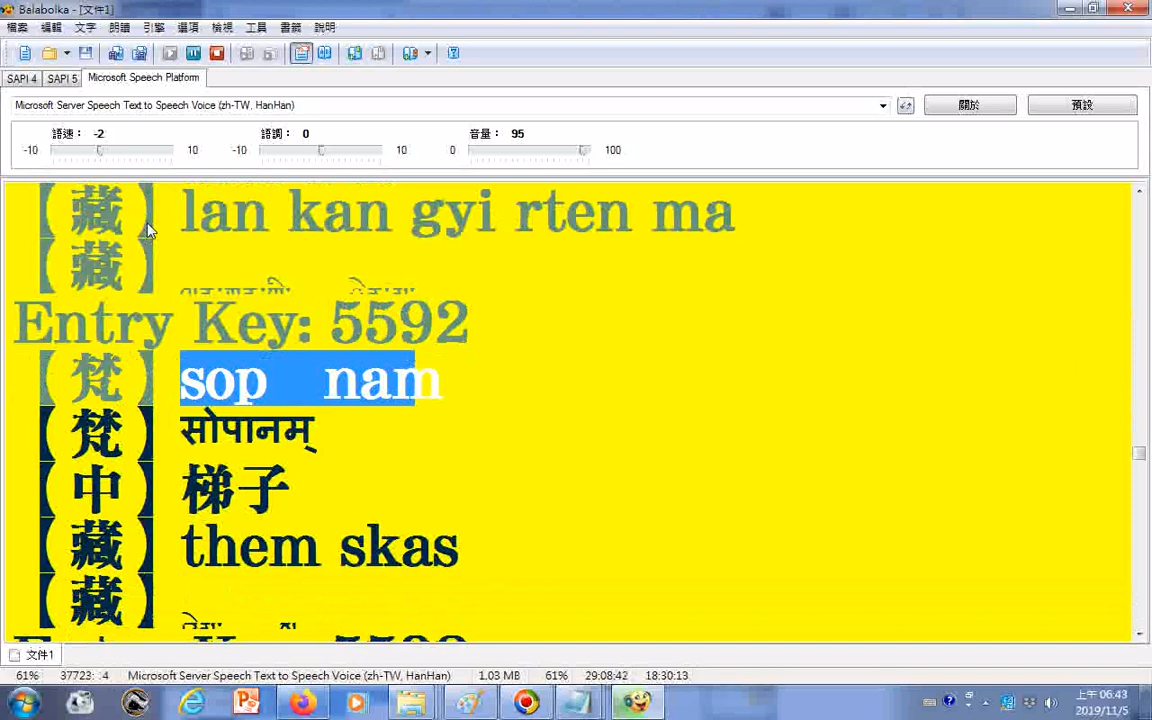 Balabolka - [文件1]
檔案 編輯 文字 朗讀 引擎 選項 檢視 工具 書籤 說明
SAPI 4 SAPI 5 Microsoft Speech Platform
Microsoft Server Speech Text to Speech Voice (zh-TW, HanHan) 關於 預設
語速： -2 語調： 0 音量： 95
-10 10 -10 10 0 100
【藏】 lan kan gyi rten ma
【藏】
Entry Key: 5592
【梵】 sop nam
【梵】 सोपानम्
【中】 梯子
【藏】 them skas
【藏】
文件1
61% 37723: :4 Microsoft Server Speech Text to Speech Voice (zh-TW, HanHan) 1.03 MB 61% 29:08:42 18:30:13
上午 06:43
2019/11/5